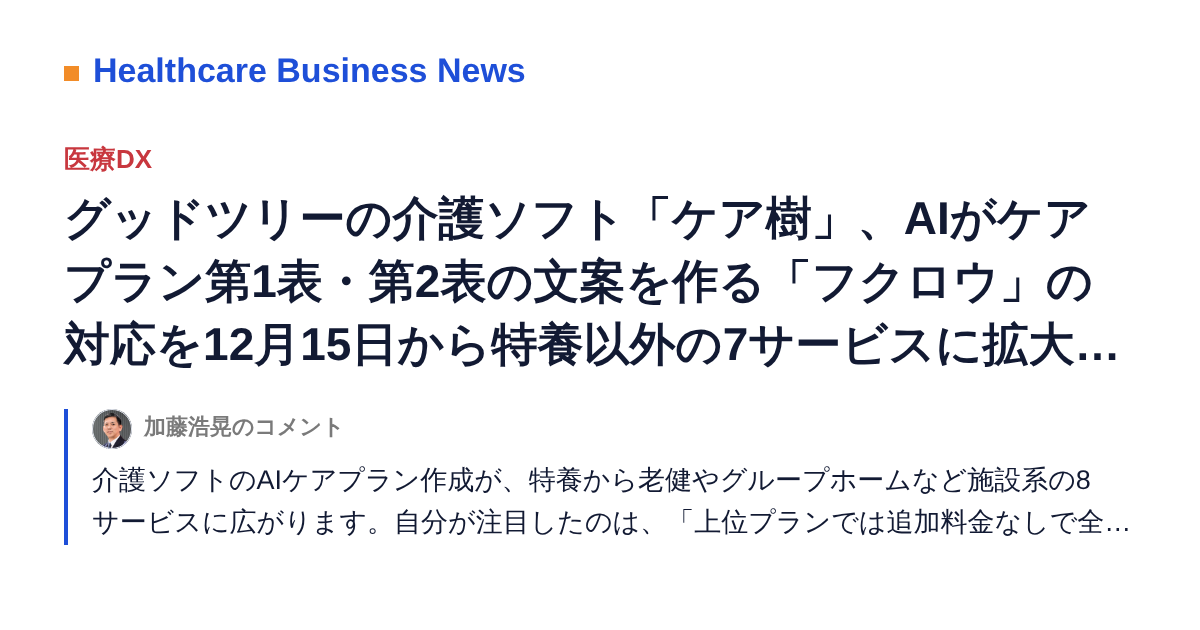 Healthcare Business News
医療DX
グッドツリーの介護ソフト「ケア樹」、AIがケア
プラン第1表・第2表の文案を作る「フクロウ」の
対応を12月15日から特養以外の7サービスに拡大…
加藤浩晃のコメント
介護ソフトのAIケアプラン作成が、特養から老健やグループホームなど施設系の8
サービスに広がります。自分が注目したのは、「上位プランでは追加料金なしで全…